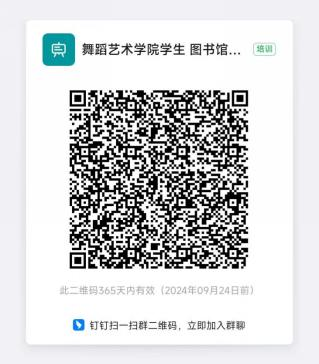 舞蹈艺术学院学生 图书馆...
培训
此二维码365天内有效（2024年09月24日前）
钉钉扫一扫群二维码，立即加入群聊